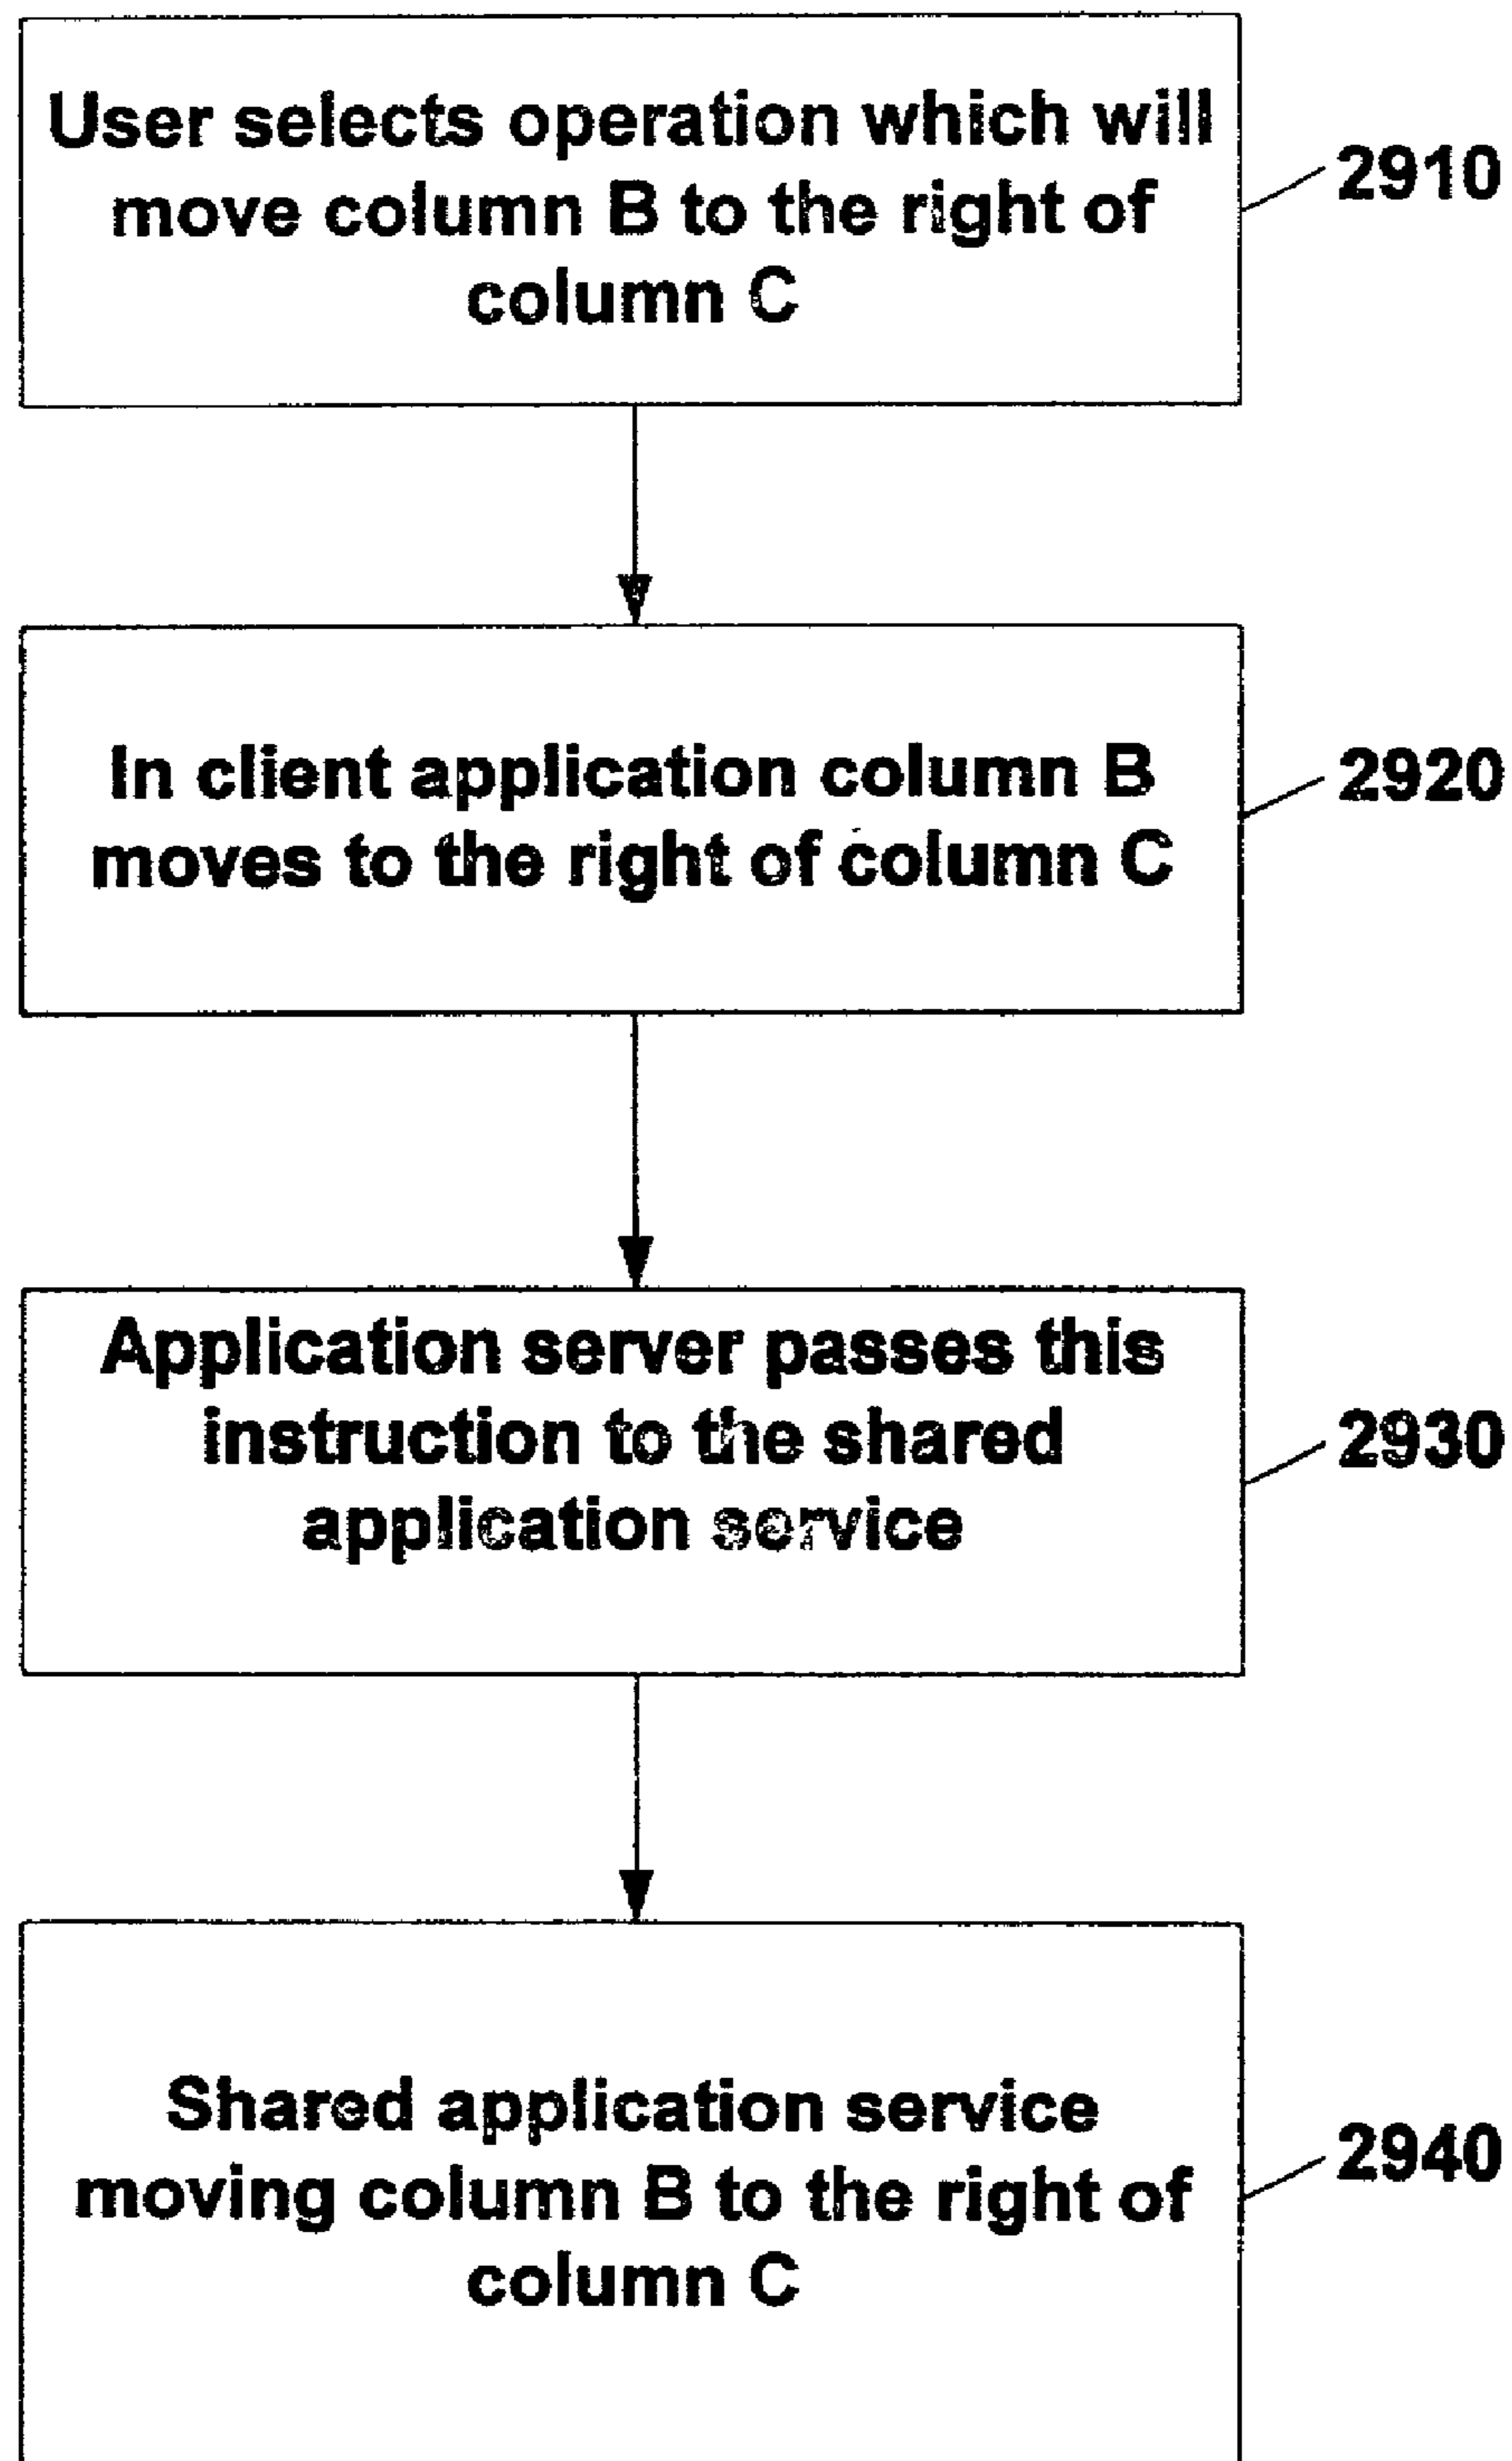 User selects operation which will
move column B to the right of
column C
2910
In client application column B
moves to the right of column C
2920
Application server passes this
instruction to the shared
application service
2930
Shared application service
moving column B to the right of
column C
2940